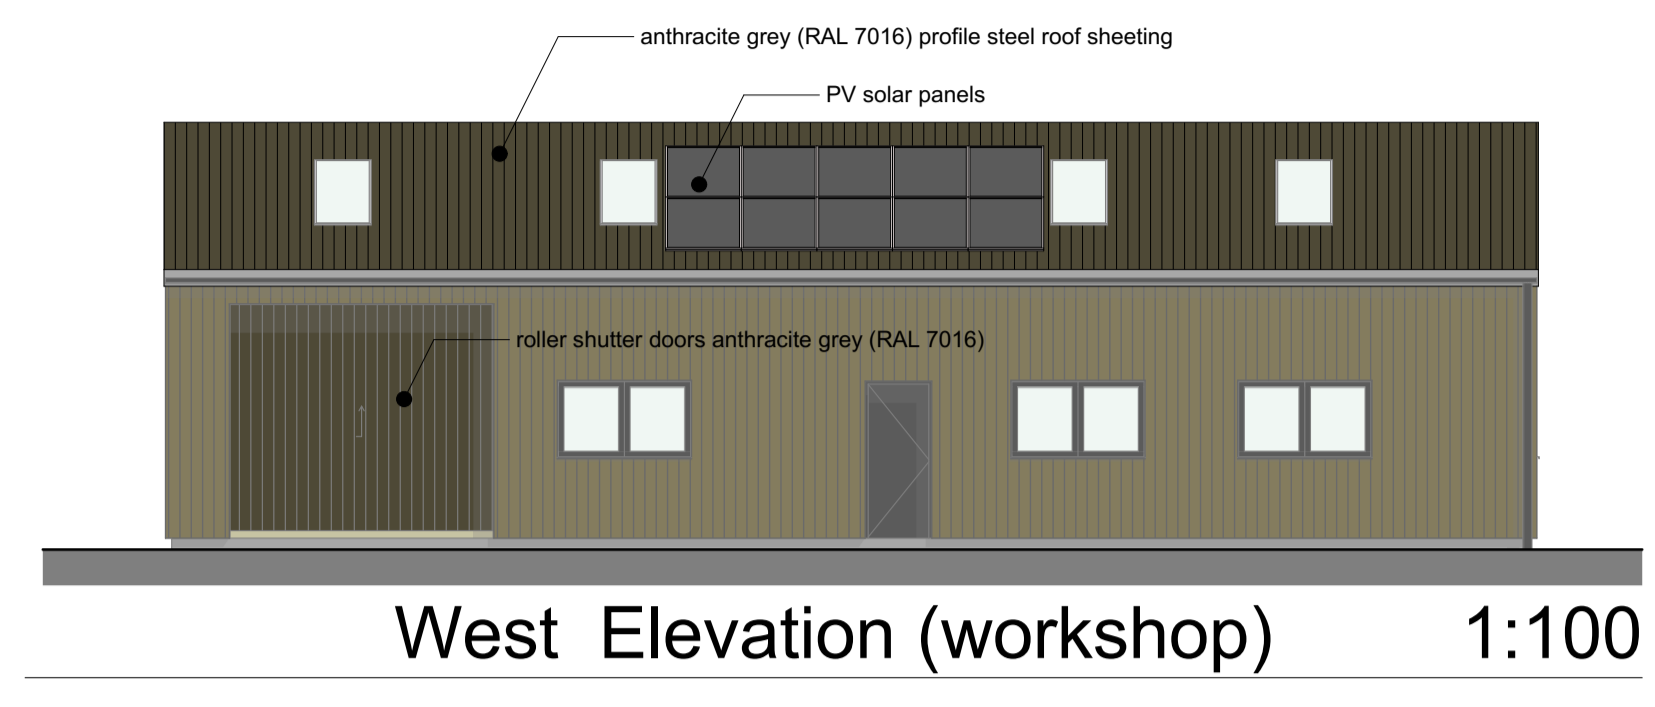 anthracite grey (RAL 7016) profile steel roof sheeting
PV solar panels
roller shutter doors anthracite grey (RAL 7016)
West Elevation (workshop) 1:100